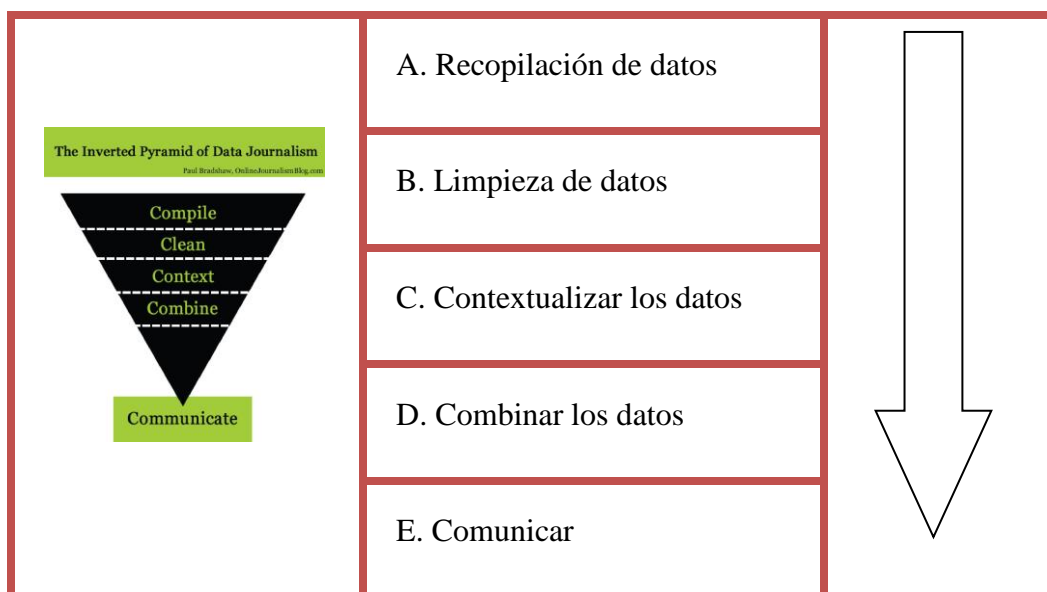 The Inverted Pyramid of Data Journalism
Paul Bradshaw, OnlineJournalismBlog.com
Compile
Clean
Context
Combine
Communicate
A. Recopilación de datos
B. Limpieza de datos
C. Contextualizar los datos
D. Combinar los datos
E. Comunicar